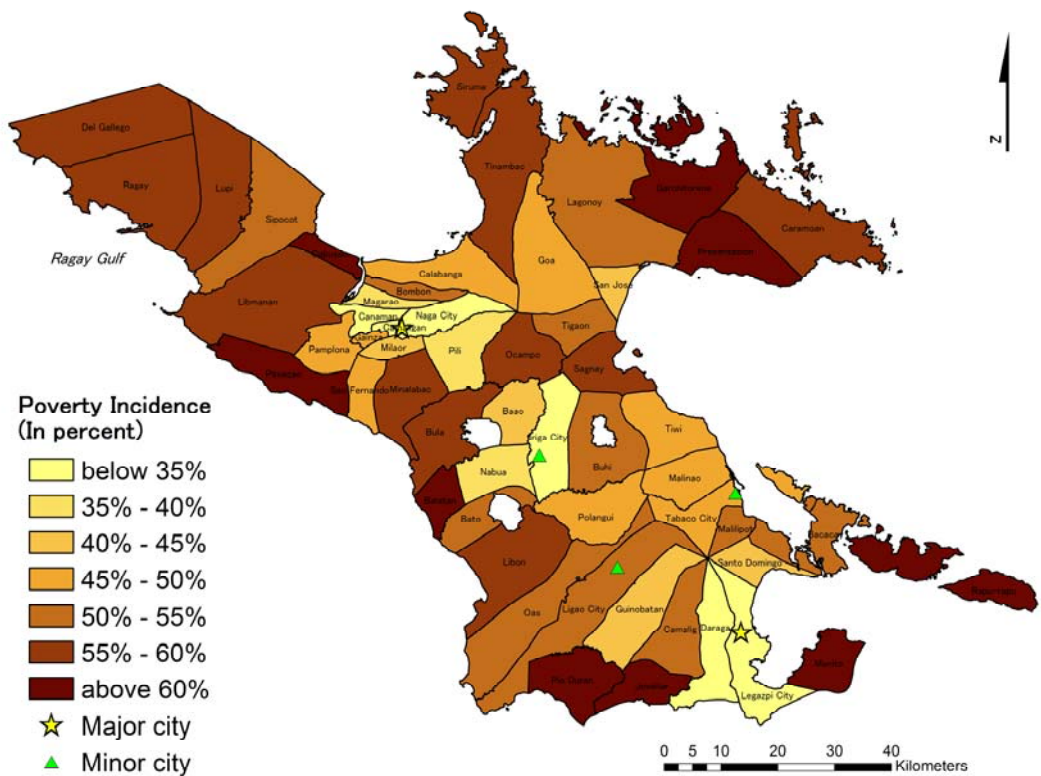 Siruma
Del Gallego
Tinambac
Ragay
Lupi
Lagonoy
Garchitorena
Sipocot
Caramoan
Presentacion
Ragay Gulf
Goa
Calabanga
San Jose
Bombon
Libmanan
Magarao
Canaman
Naga City
Tigaon
Gainza
Milaor
Pamplona
Pili
Ocampo
Sagnay
San Fernando
Minalabac
Baao
Tiwi
Bula
Iriga City
Buhi
Nabua
Malinao
Bato
Polangui
Tabaco City
Malilipot
Bacacay
Santo Domingo
Libon
Rapu-rapu
Oas
Ligao City
Guinobatan
Camalig
Daraga
Manito
Pio Duran
Jovellar
Legazpi City
Poverty Incidence
(In percent)
below 35%
35% - 40%
40% - 45%
45% - 50%
50% - 55%
55% - 60%
above 60%
Major city
Minor city
N
0 5 10 20 30 40
Kilometers